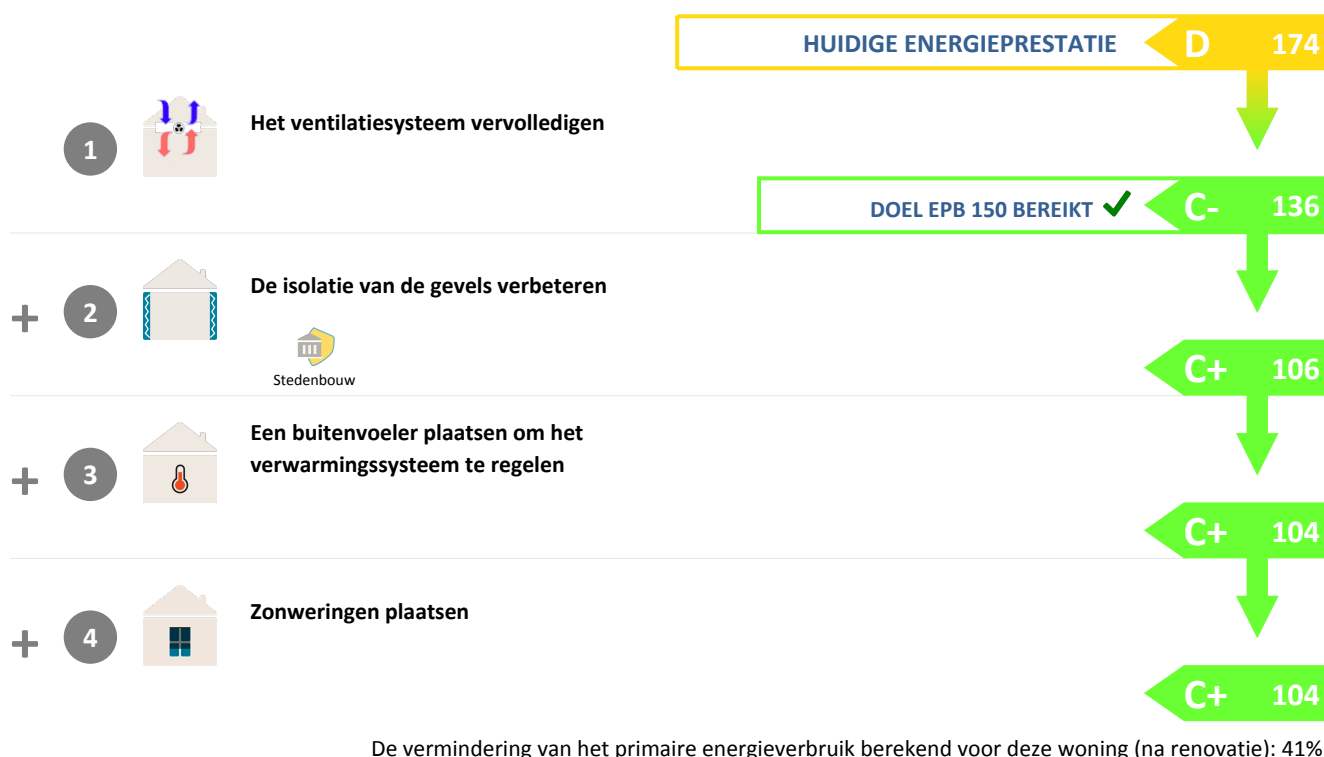 HUIDIGE ENERGIEPRESTATIE D 174
1 Het ventilatiesysteem vervolledigen
DOEL EPB 150 BEREIKT ✓ C- 136
+ 2 De isolatie van de gevels verbeteren
Stedenbouw
C+ 106
+ 3 Een buitenvoeler plaatsen om het
verwarmingssysteem te regelen
C+ 104
+ 4 Zonweringen plaatsen
C+ 104
De vermindering van het primaire energieverbruik berekend voor deze woning (na renovatie): 41%